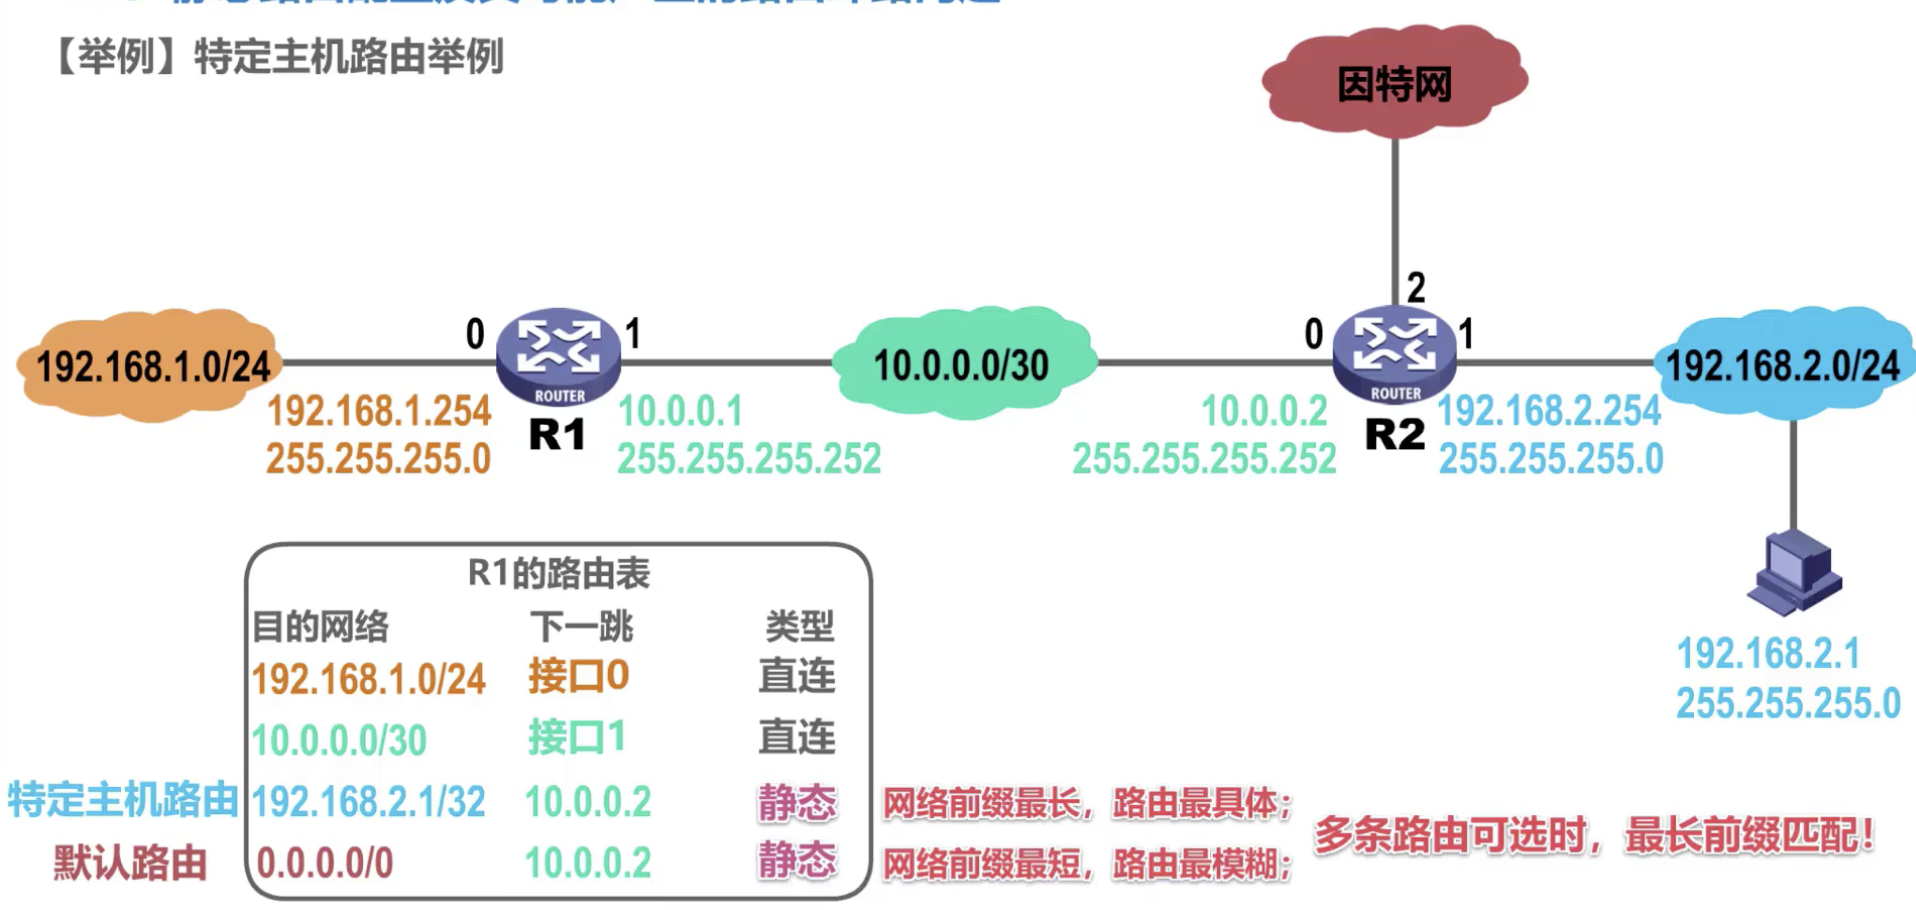 【举例】特定主机路由举例
因特网
2
0
1
0
1
192.168.1.0/24
10.0.0.0/30
192.168.2.0/24
ROUTER
ROUTER
192.168.1.254
255.255.255.0
R1
10.0.0.1
255.255.255.252
10.0.0.2
255.255.255.252
R2
192.168.2.254
255.255.255.0
192.168.2.1
255.255.255.0
R1的路由表
目的网络 下一跳 类型
192.168.1.0/24 接口0 直连
10.0.0.0/30 接口1 直连
特定主机路由 192.168.2.1/32 10.0.0.2 静态 网络前缀最长，路由最具体；
默认路由 0.0.0.0/0 10.0.0.2 静态 网络前缀最短，路由最模糊；
多条路由可选时，最长前缀匹配！